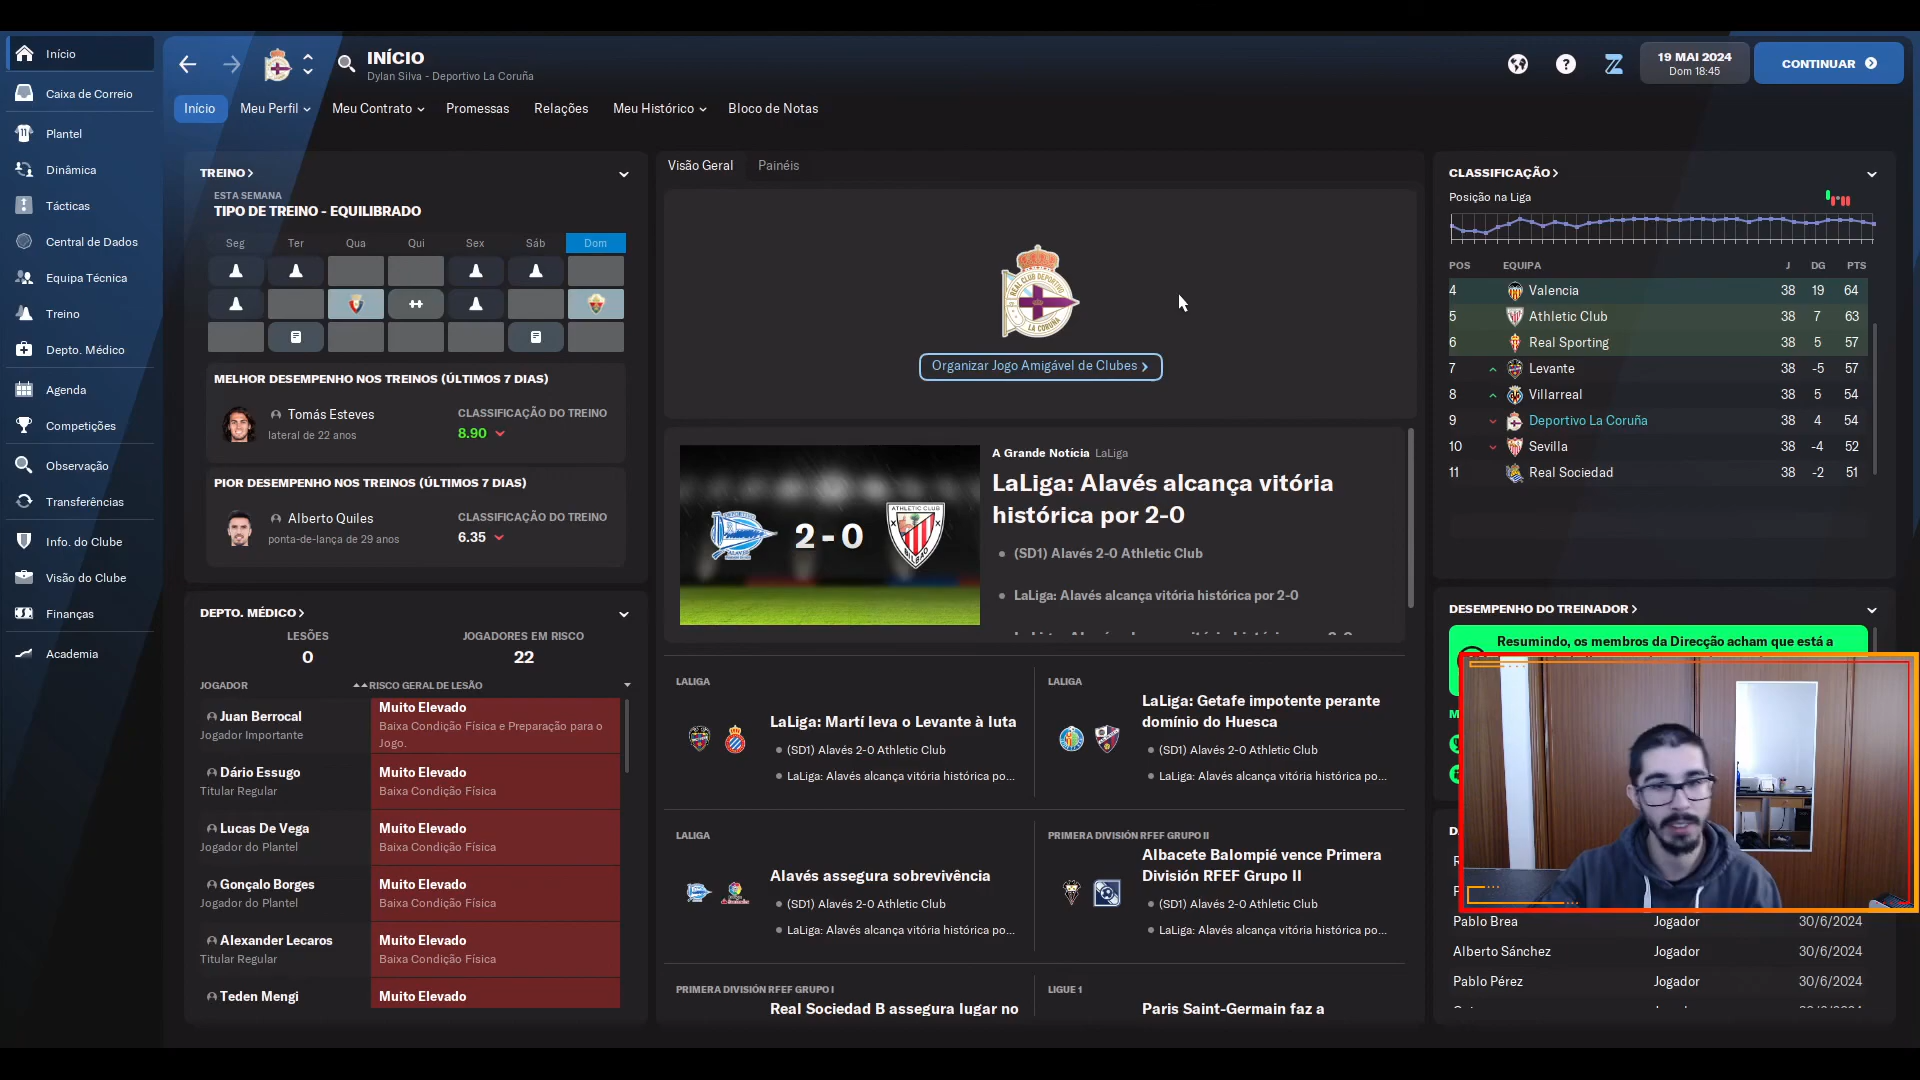 Início
Caixa de Correio
Plantel
Dinâmica
Tácticas
Central de Dados
Equipa Técnica
Treino
Depto. Médico
Agenda
Competições
Observação
Transferências
Info. do Clube
Visão do Clube
Finanças
Academia
INÍCIO
Dylan Silva - Deportivo La Coruña
19 MAI 2024
Dom 18:45
CONTINUAR
Início
Meu Perfil
Meu Contrato
Promessas
Relações
Meu Histórico
Bloco de Notas
TREINO
ESTA SEMANA
TIPO DE TREINO - EQUILIBRADO
Seg Ter Qua Qui Sex Sáb Dom
MELHOR DESEMPENHO NOS TREINOS (ÚLTIMOS 7 DIAS)
Tomás Esteves
lateral de 22 anos
CLASSIFICAÇÃO DO TREINO
8.90
PIOR DESEMPENHO NOS TREINOS (ÚLTIMOS 7 DIAS)
Alberto Quiles
ponta-de-lança de 29 anos
CLASSIFICAÇÃO DO TREINO
6.35
DEPTO. MÉDICO
LESÕES
0
JOGADORES EM RISCO
22
JOGADOR RISCO GERAL DE LESÃO
Juan Berrocal
Jogador Importante
Muito Elevado
Baixa Condição Física e Preparação para o
Jogo.
Dário Essugo
Titular Regular
Muito Elevado
Baixa Condição Física
Lucas De Vega
Jogador do Plantel
Muito Elevado
Baixa Condição Física
Gonçalo Borges
Jogador do Plantel
Muito Elevado
Baixa Condição Física
Alexander Lecaros
Titular Regular
Muito Elevado
Baixa Condição Física
Teden Mengi
Muito Elevado
Visão Geral
Painéis
Organizar Jogo Amigável de Clubes
2 - 0
A Grande Notícia LaLiga
LaLiga: Alavés alcança vitória
histórica por 2-0
(SD1) Alavés 2-0 Athletic Club
LaLiga: Alavés alcança vitória histórica por 2-0
LALIGA
LaLiga: Martí leva o Levante à luta
(SD1) Alavés 2-0 Athletic Club
LaLiga: Alavés alcança vitória histórica po...
LALIGA
LaLiga: Getafe impotente perante
domínio do Huesca
(SD1) Alavés 2-0 Athletic Club
LaLiga: Alavés alcança vitória histórica po...
LALIGA
Alavés assegura sobrevivência
(SD1) Alavés 2-0 Athletic Club
LaLiga: Alavés alcança vitória histórica po...
PRIMERA DIVISIÓN RFEF GRUPO II
Albacete Balompié vence Primera
División RFEF Grupo II
(SD1) Alavés 2-0 Athletic Club
LaLiga: Alavés alcança vitória histórica po...
PRIMERA DIVISIÓN RFEF GRUPO I
Real Sociedad B assegura lugar no
LIGUE 1
Paris Saint-Germain faz a
CLASSIFICAÇÃO
Posição na Liga
POS EQUIPA J DG PTS
4 Valencia 38 19 64
5 Athletic Club 38 7 63
6 Real Sporting 38 5 57
7 Levante 38 -5 57
8 Villarreal 38 5 54
9 Deportivo La Coruña 38 4 54
10 Sevilla 38 -4 52
11 Real Sociedad 38 -2 51
DESEMPENHO DO TREINADOR
Resumindo, os membros da Direcção acham que está a
Pablo Brea Jogador 30/6/2024
Alberto Sánchez Jogador 30/6/2024
Pablo Pérez Jogador 30/6/2024